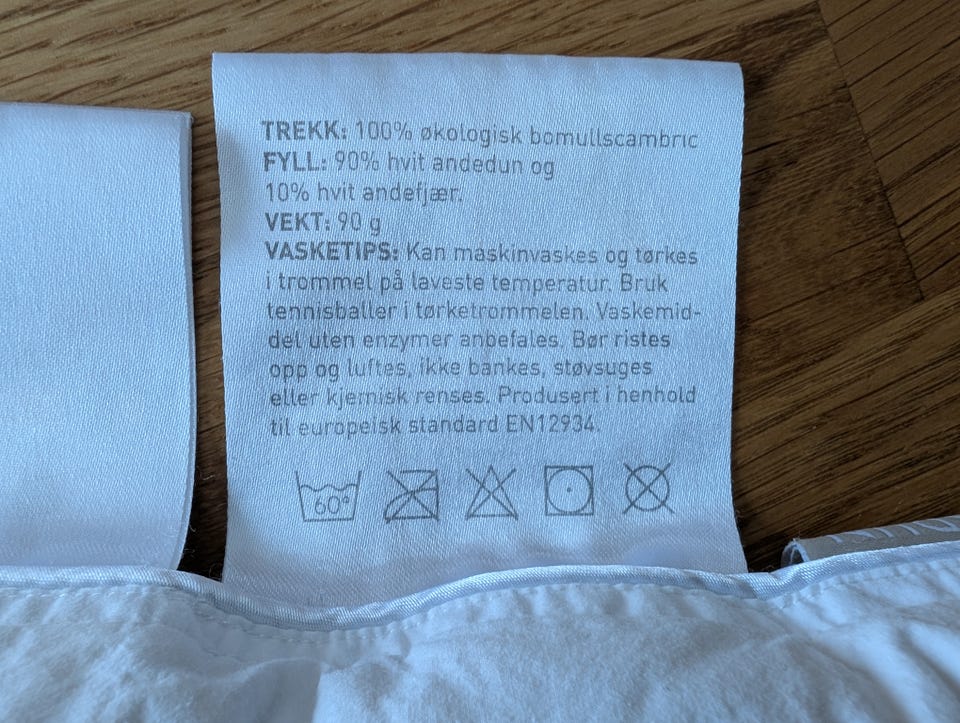 TREKK: 100% økologisk bomullscambric
FYLL: 90% hvit andedun og
10% hvit andefjær.
VEKT: 90 g
VASKETIPS: Kan maskinvaskes og tørkes
i trommel på laveste temperatur. Bruk
tennisballer i tørketrommelen. Vaskemid-
del uten enzymer anbefales. Bør ristes
opp og luftes, ikke bankes, støvsuges
eller kjemisk renses. Produsert i henhold
til europeisk standard EN12934.
60°